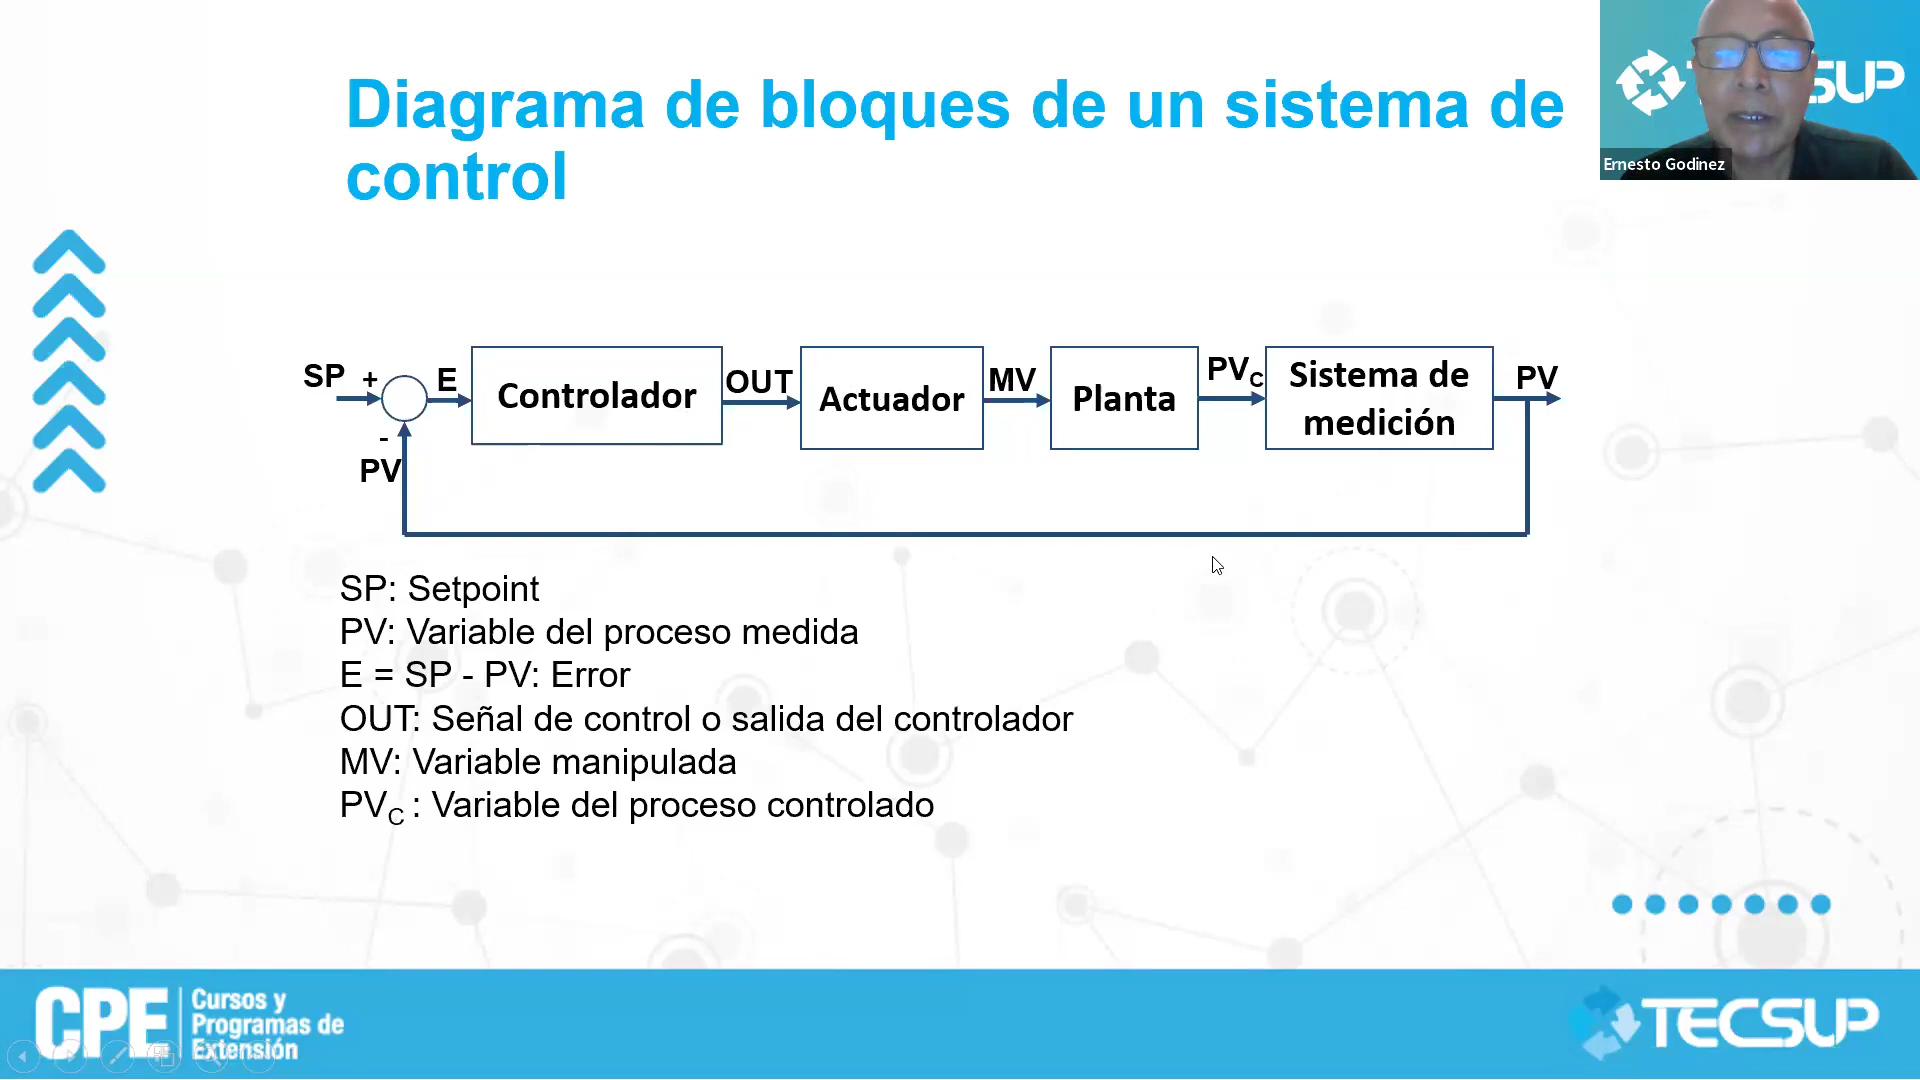 Diagrama de bloques de un sistema de
control
Ernesto Godinez
SP
+
E
Controlador
OUT
Actuador
MV
Planta
PVC
Sistema de
medición
PV
-
PV
SP: Setpoint
PV: Variable del proceso medida
E = SP - PV: Error
OUT: Señal de control o salida del controlador
MV: Variable manipulada
PVC : Variable del proceso controlado
CPE
Cursos y
Programas de
Extensión
TECSUP